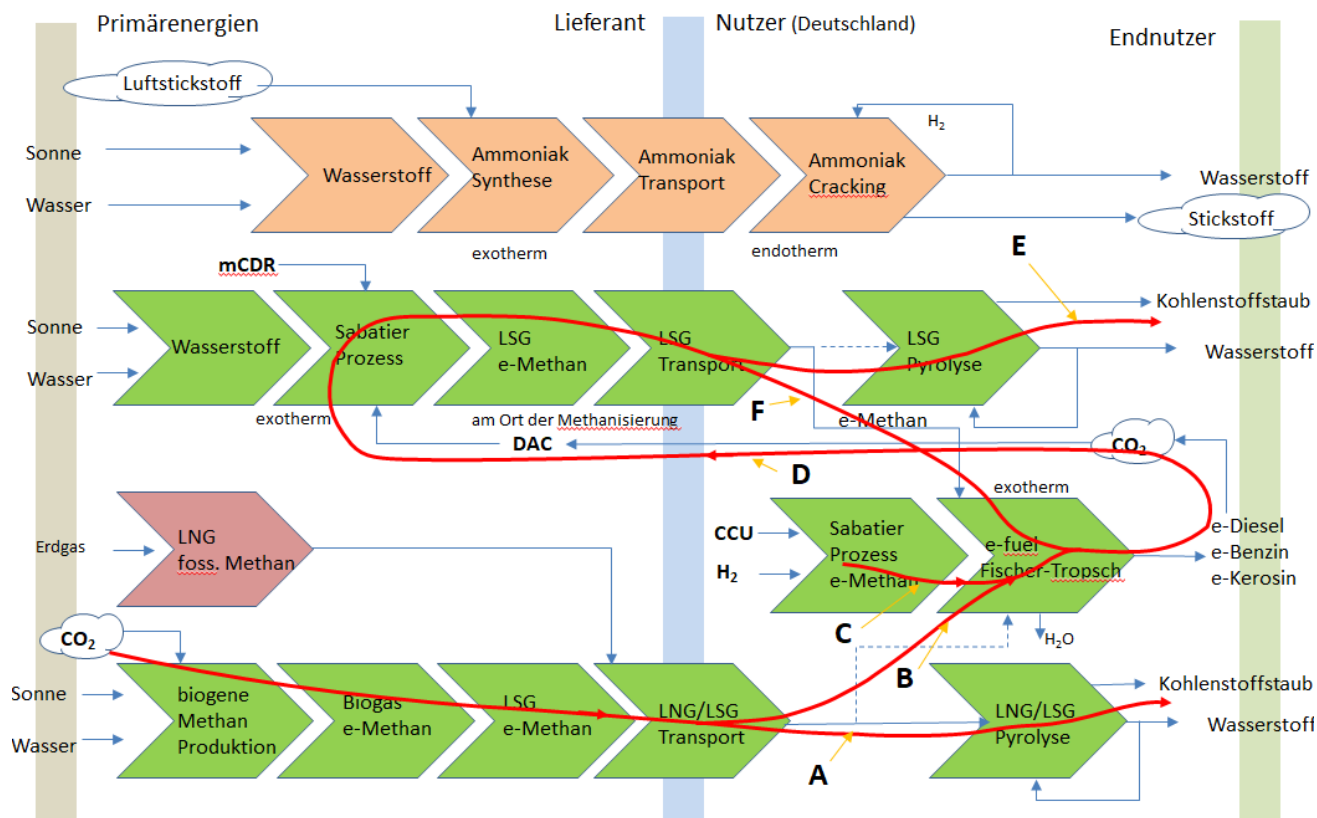 Primärenergien
Lieferant
Nutzer (Deutschland)
Endnutzer
Luftstickstoff
Sonne
Wasser
Wasserstoff
Ammoniak
Synthese
Ammoniak
Transport
Ammoniak
Cracking
H₂
Wasserstoff
Stickstoff
exotherm
endotherm
E
mCDR
Sonne
Wasser
Wasserstoff
Sabatier
Prozess
LSG
e-Methan
LSG
Transport
LSG
Pyrolyse
Kohlenstoffstaub
Wasserstoff
exotherm
am Ort der Methanisierung
F
e-Methan
DAC
CO₂
D
exotherm
Erdgas
LNG
foss. Methan
CCU
H₂
Sabatier
Prozess
e-Methan
e-fuel
Fischer-Tropsch
e-Diesel
e-Benzin
e-Kerosin
C
B
H₂O
CO₂
Sonne
Wasser
biogene
Methan
Produktion
Biogas
e-Methan
LSG
e-Methan
LNG/LSG
Transport
LNG/LSG
Pyrolyse
Kohlenstoffstaub
Wasserstoff
A